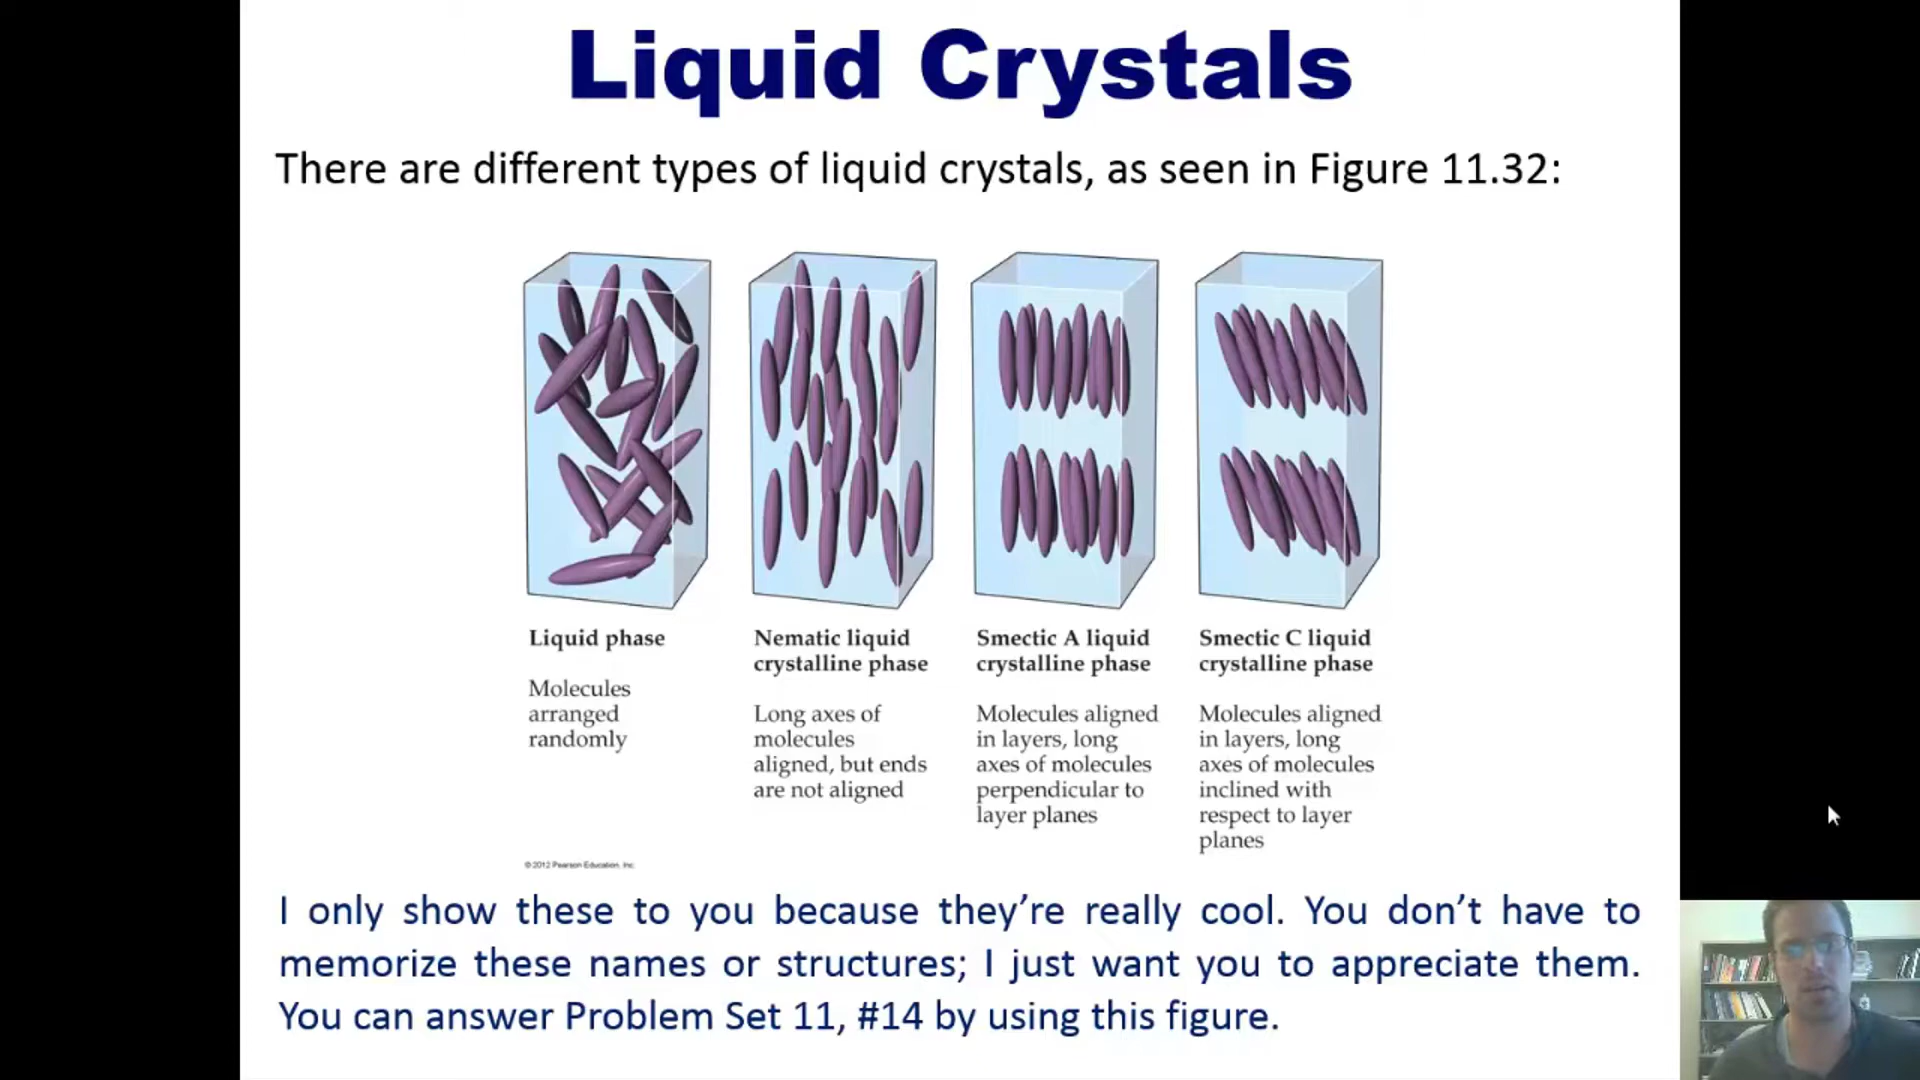 Liquid Crystals
There are different types of liquid crystals, as seen in Figure 11.32:
Liquid phase
Molecules
arranged
randomly
Nematic liquid
crystalline phase
Long axes of
molecules
aligned, but ends
are not aligned
Smectic A liquid
crystalline phase
Molecules aligned
in layers, long
axes of molecules
perpendicular to
layer planes
Smectic C liquid
crystalline phase
Molecules aligned
in layers, long
axes of molecules
inclined with
respect to layer
planes
© 2012 Pearson Education, Inc.
I only show these to you because they’re really cool. You don’t have to
memorize these names or structures; I just want you to appreciate them.
You can answer Problem Set 11, #14 by using this figure.